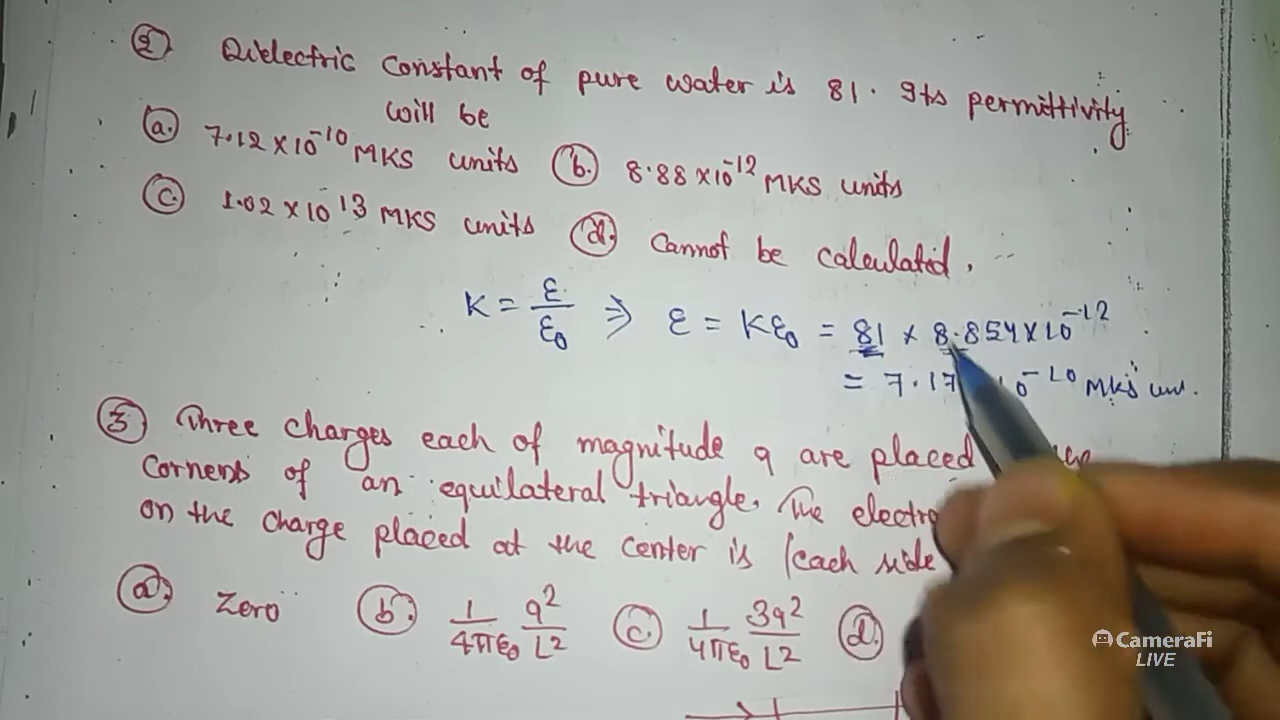 2 Dielectric Constant of pure water is 81. Its permittivity
will be
a. 7.12 × 10⁻¹⁰ MKS units b. 8.88 × 10⁻¹² MKS units
c. 1.02 × 10¹³ MKS units d. Cannot be calculated.
K = ε/ε₀ ⇒ ε = Kε₀ = 81 × 8.854 × 10⁻¹²
= 7.17 10⁻¹⁰ MKS uni.
3 Three charges each of magnitude q are placed
corners of an equilateral triangle. The electro
on the charge placed at the center is (each side
a. Zero b. 1/4πε₀ q²/L² c. 1/4πε₀ 3q²/L² d.
CameraFi
LIVE